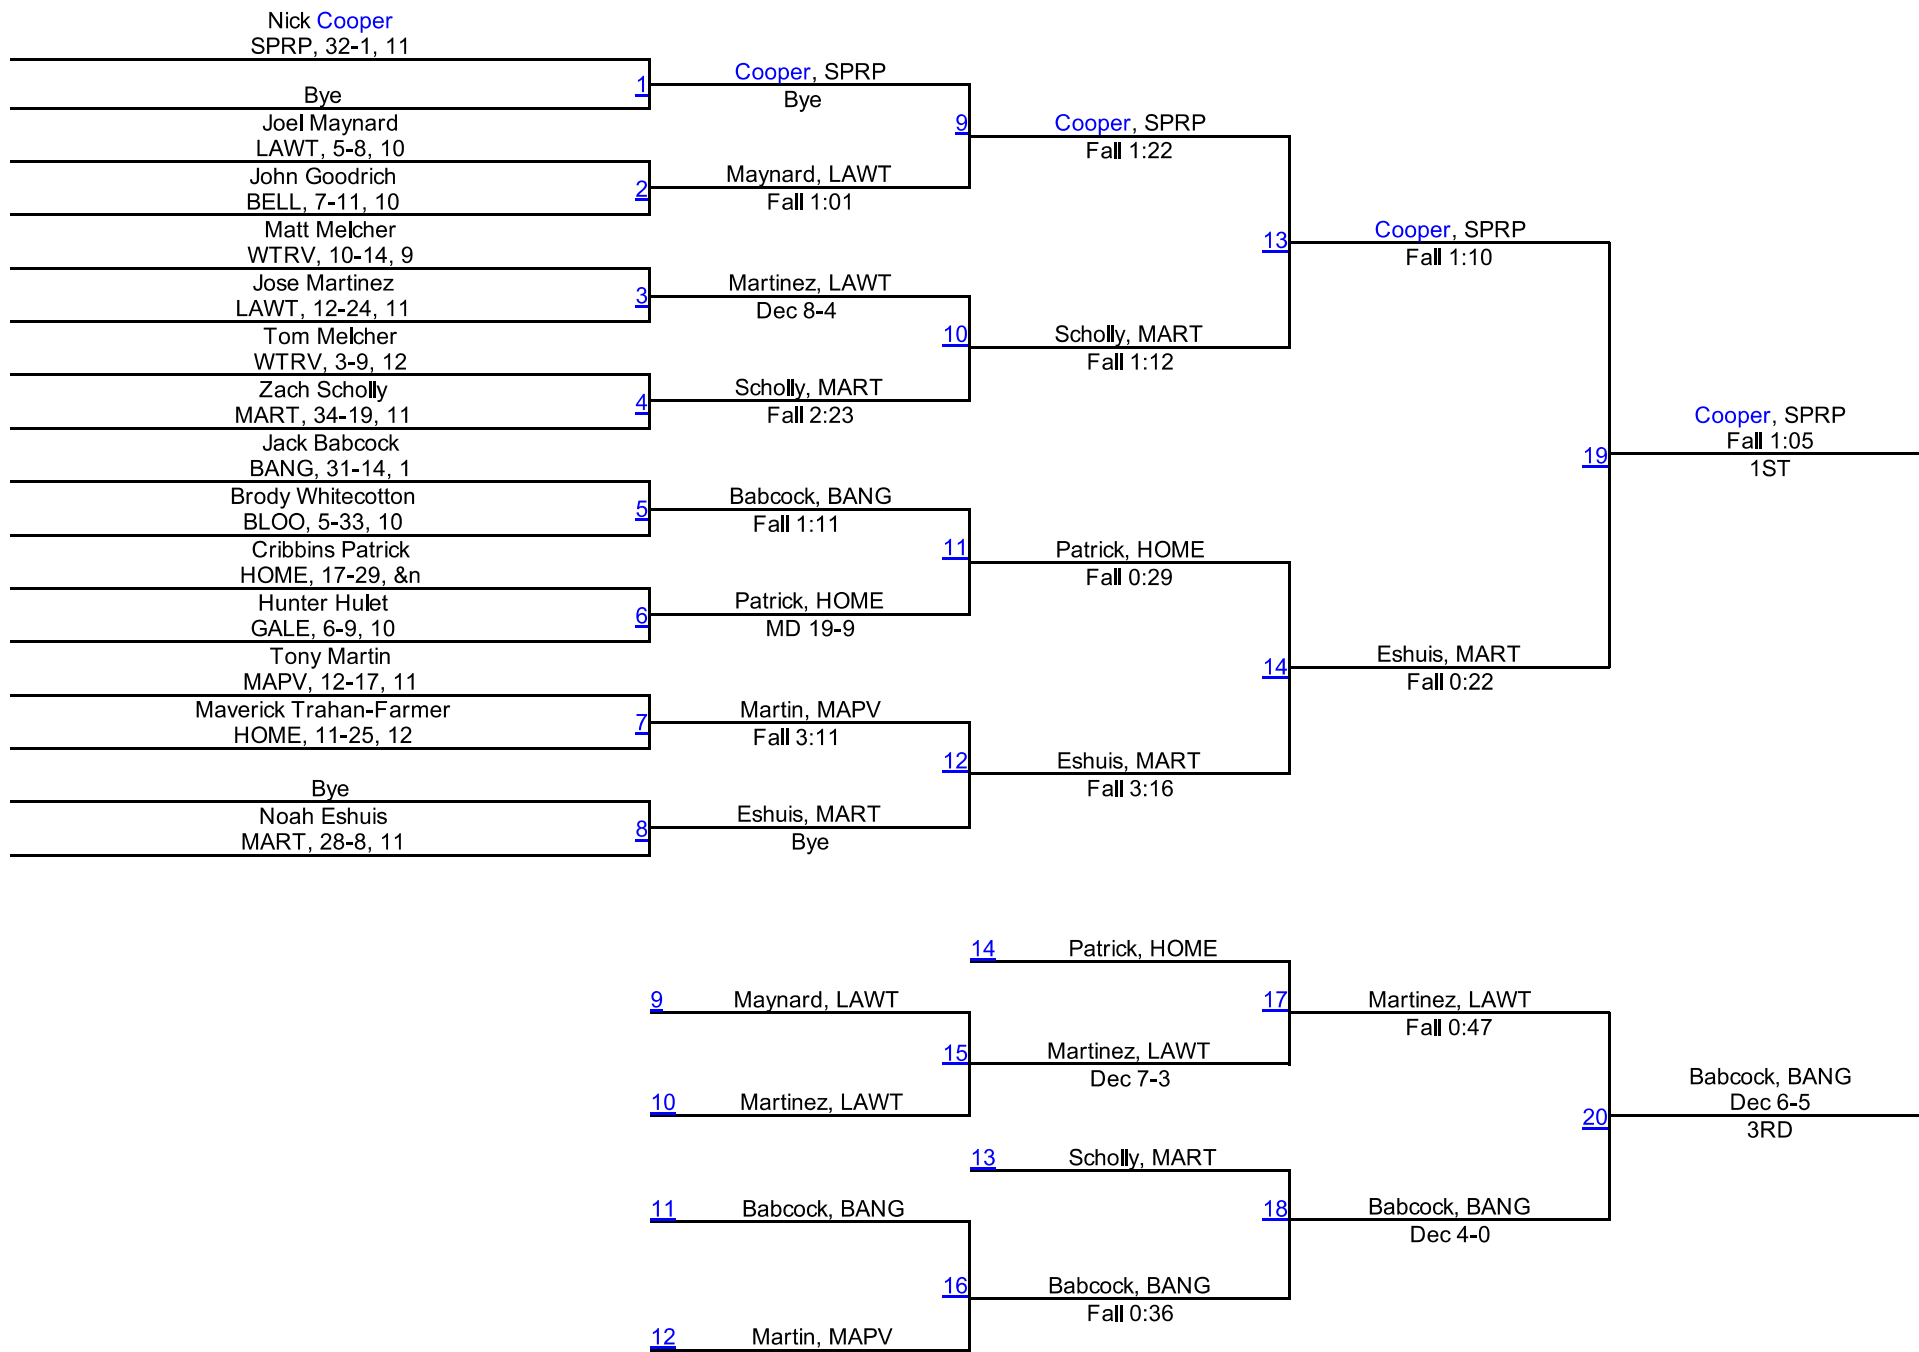 Nick Cooper
SPRP, 32-1, 11
Bye
1
Joel Maynard
LAWT, 5-8, 10
John Goodrich
BELL, 7-11, 10
2
Matt Melcher
WTRV, 10-14, 9
Jose Martinez
LAWT, 12-24, 11
3
Tom Melcher
WTRV, 3-9, 12
Zach Scholly
MART, 34-19, 11
4
Jack Babcock
BANG, 31-14, 1
Brody Whitecotton
BLOO, 5-33, 10
5
Cribbins Patrick
HOME, 17-29, &n
Hunter Hulet
GALE, 6-9, 10
6
Tony Martin
MAPV, 12-17, 11
Maverick Trahan-Farmer
HOME, 11-25, 12
7
Bye
Noah Eshuis
MART, 28-8, 11
8
Cooper, SPRP
Bye
9
Maynard, LAWT
Fall 1:01
Martinez, LAWT
Dec 8-4
10
Scholly, MART
Fall 2:23
Babcock, BANG
Fall 1:11
11
Patrick, HOME
MD 19-9
Martin, MAPV
Fall 3:11
12
Eshuis, MART
Bye
Cooper, SPRP
Fall 1:22
13
Scholly, MART
Fall 1:12
Patrick, HOME
Fall 0:29
14
Eshuis, MART
Fall 3:16
Cooper, SPRP
Fall 1:10
19
Eshuis, MART
Fall 0:22
Cooper, SPRP
Fall 1:05
1ST
14
Patrick, HOME
9
Maynard, LAWT
17
Martinez, LAWT
Fall 0:47
15
Martinez, LAWT
Dec 7-3
10
Martinez, LAWT
Babcock, BANG
Dec 6-5
3RD
20
13
Scholly, MART
11
Babcock, BANG
18
Babcock, BANG
Dec 4-0
16
Babcock, BANG
Fall 0:36
12
Martin, MAPV